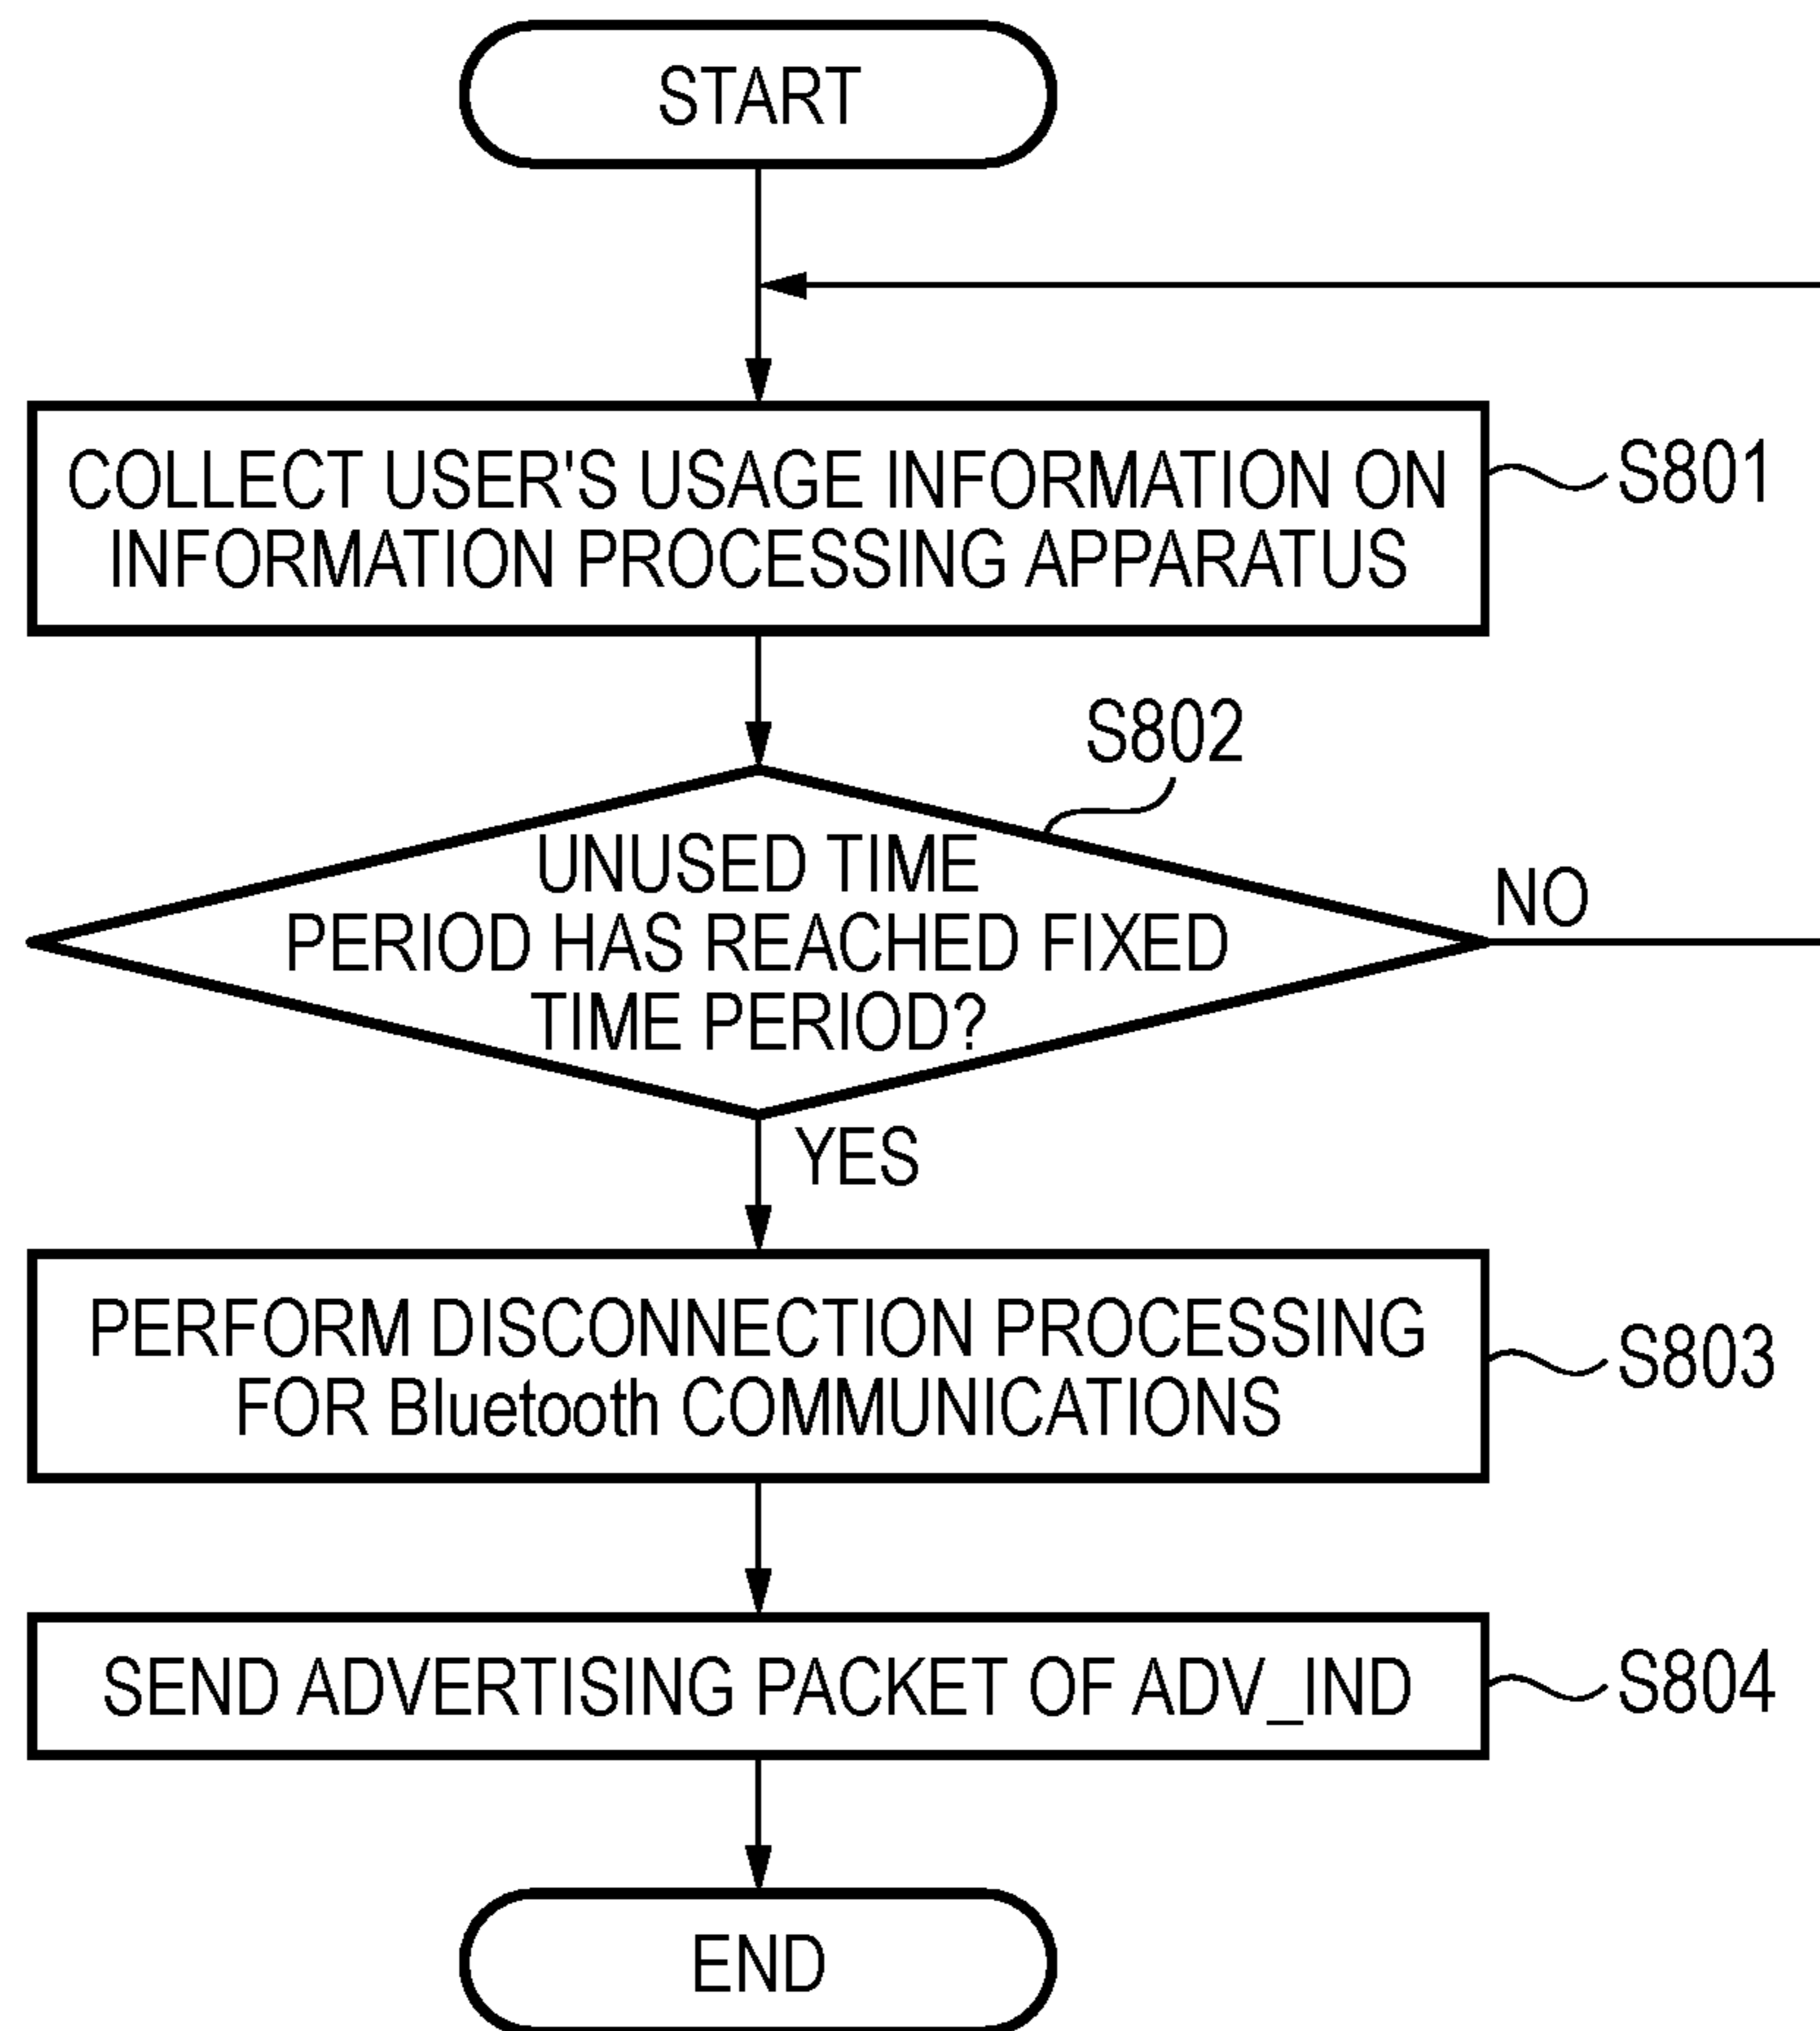 START
COLLECT USER'S USAGE INFORMATION ON
INFORMATION PROCESSING APPARATUS
S801
S802
UNUSED TIME
PERIOD HAS REACHED FIXED
TIME PERIOD?
NO
YES
PERFORM DISCONNECTION PROCESSING
FOR Bluetooth COMMUNICATIONS
S803
SEND ADVERTISING PACKET OF ADV_IND
S804
END